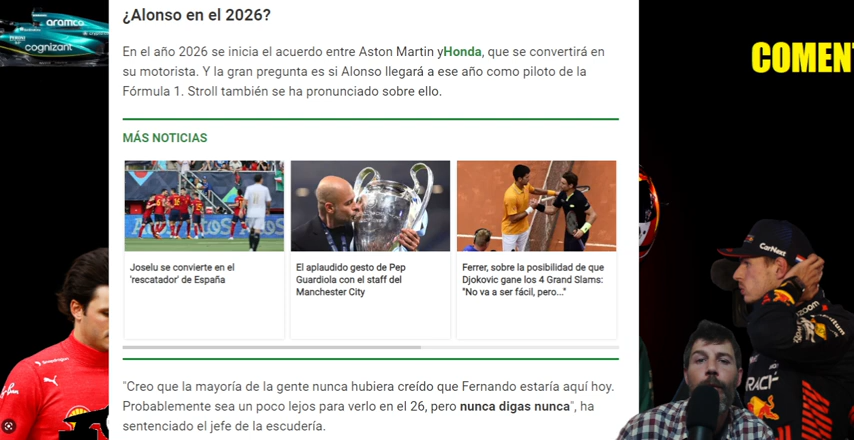 ¿Alonso en el 2026?
aramco
cognizant
COMENT
En el año 2026 se inicia el acuerdo entre Aston Martin yHonda, que se convertirá en
su motorista. Y la gran pregunta es si Alonso llegará a ese año como piloto de la
Fórmula 1. Stroll también se ha pronunciado sobre ello.
MÁS NOTICIAS
Joselu se convierte en el
'rescatador' de España
El aplaudido gesto de Pep
Guardiola con el staff del
Manchester City
Ferrer, sobre la posibilidad de que
Djokovic gane los 4 Grand Slams:
"No va a ser fácil, pero..."
CarNext
ORACLE
"Creo que la mayoría de la gente nunca hubiera creído que Fernando estaría aquí hoy.
Probablemente sea un poco lejos para verlo en el 26, pero nunca digas nunca", ha
sentenciado el jefe de la escudería.